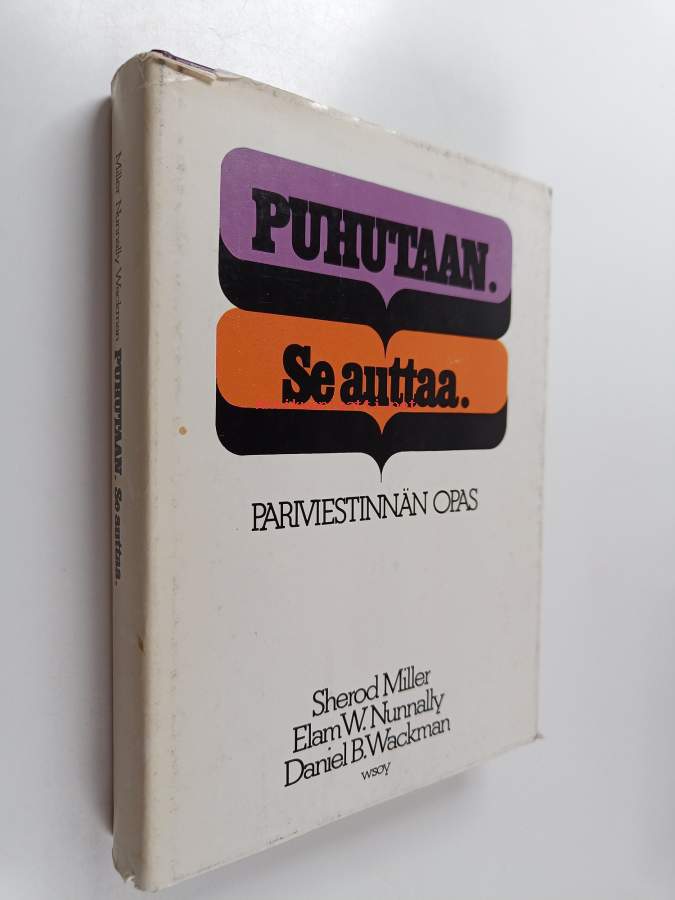 PUHUTAAN.
Se auttaa.
PARIVIESTINNÄN OPAS
Sherod Miller
Elam W. Nunnally
Daniel B. Wackman
WSOY
Miller Nunnally Wackman PUHUTAAN. Se auttaa.